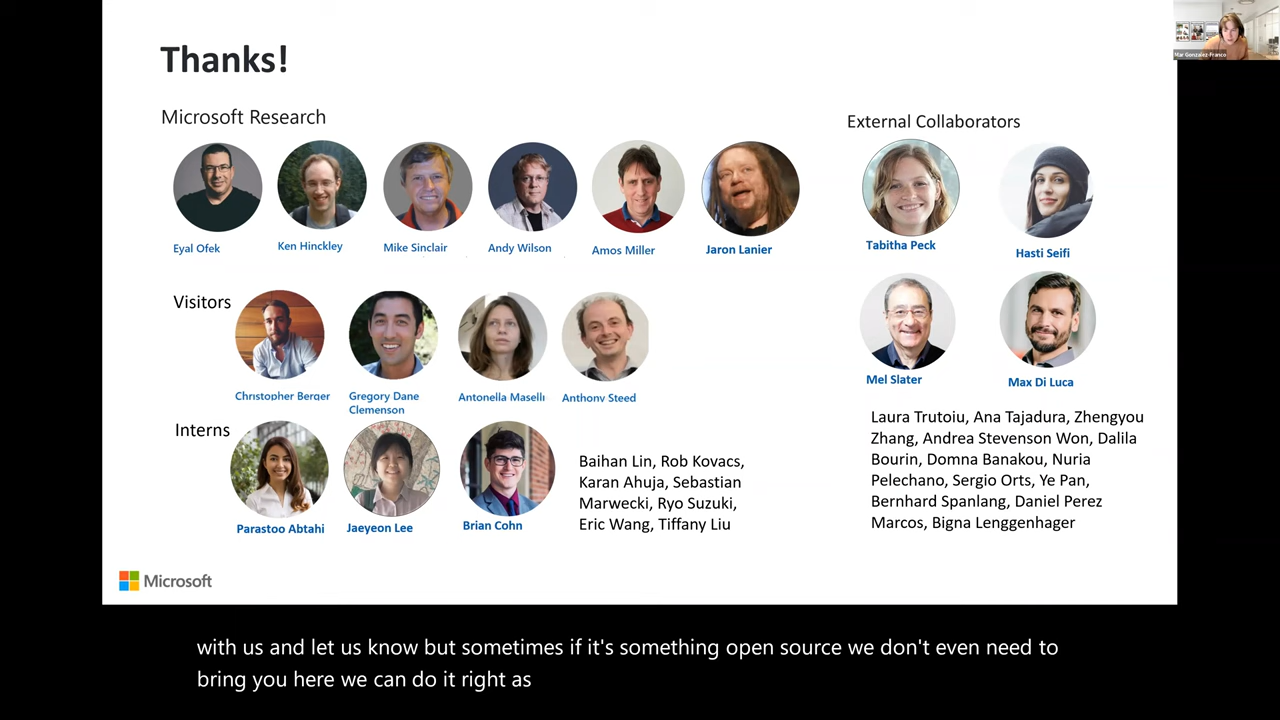 Thanks!
Mar Gonzalez-Franco
Microsoft Research
Eyal Ofek
Ken Hinckley
Mike Sinclair
Andy Wilson
Amos Miller
Jaron Lanier
Visitors
Christopher Berger
Gregory Dane
Clemenson
Antonella Maselli
Anthony Steed
Interns
Parastoo Abtahi
Jaeyeon Lee
Brian Cohn
Baihan Lin, Rob Kovacs,
Karan Ahuja, Sebastian
Marwecki, Ryo Suzuki,
Eric Wang, Tiffany Liu
External Collaborators
Tabitha Peck
Hasti Seifi
Mel Slater
Max Di Luca
Laura Trutoiu, Ana Tajadura, Zhengyou
Zhang, Andrea Stevenson Won, Dalila
Bourin, Domna Banakou, Nuria
Pelechano, Sergio Orts, Ye Pan,
Bernhard Spanlang, Daniel Perez
Marcos, Bigna Lenggenhager
Microsoft
with us and let us know but sometimes if it's something open source we don't even need to
bring you here we can do it right as